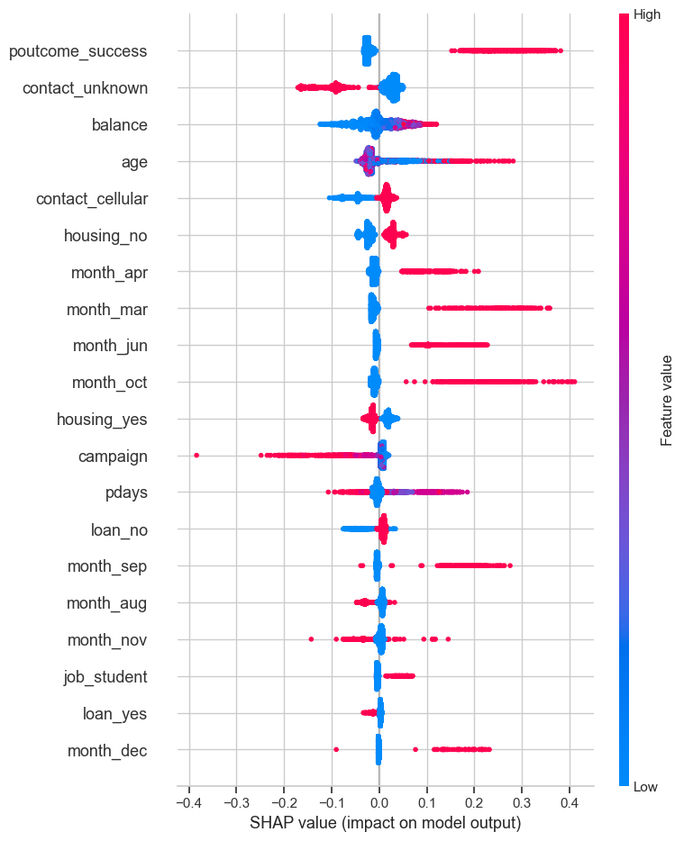 High
poutcome_success
contact_unknown
balance
age
contact_cellular
housing_no
month_apr
month_mar
month_jun
month_oct
housing_yes
campaign
pdays
loan_no
month_sep
month_aug
month_nov
job_student
loan_yes
month_dec
Feature value
Low
−0.4 −0.3 −0.2 −0.1 0.0 0.1 0.2 0.3 0.4
SHAP value (impact on model output)